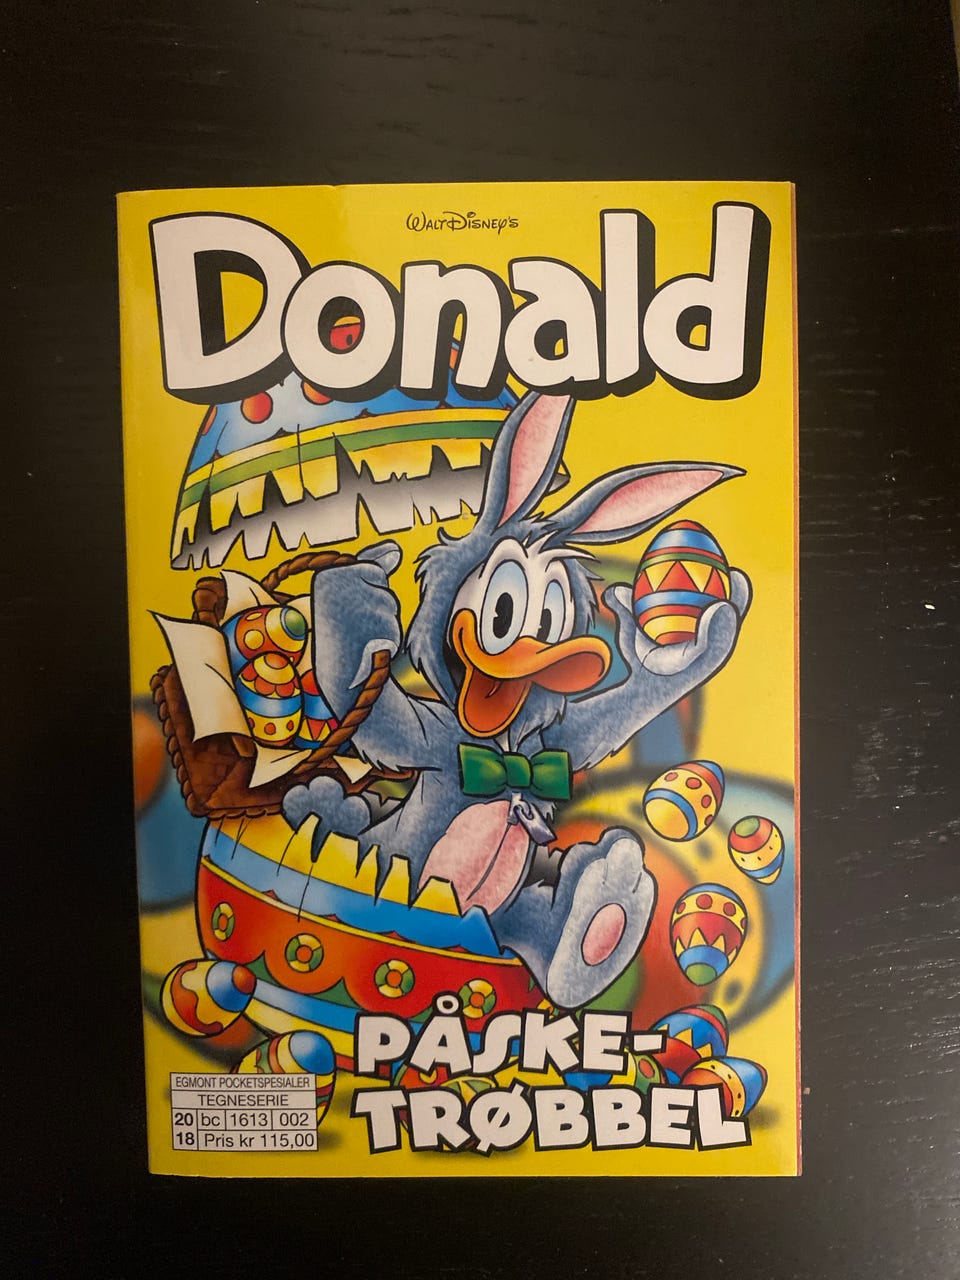 WALT DISNEY'S
Donald
PÅSKE-
TRØBBEL
EGMONT POCKETSPESIALER
TEGNESERIE
20 bc 1613 002
18 Pris kr 115,00